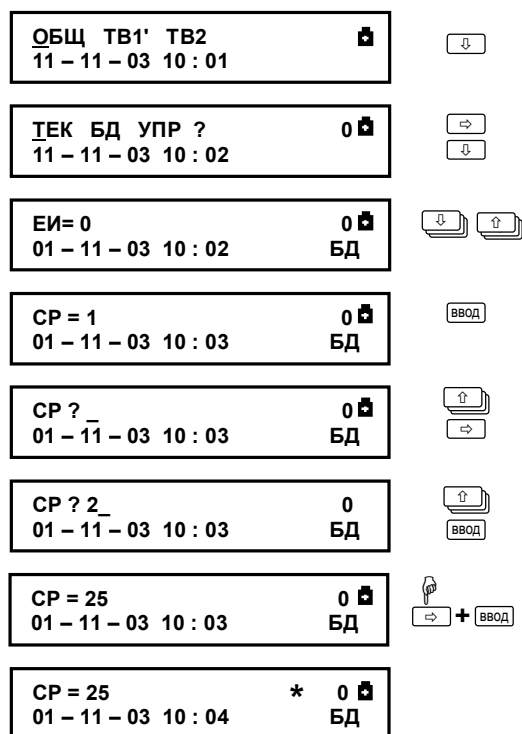 ОБЩ ТВ1' ТВ2
11 – 11 – 03 10 : 01
ТЕК БД УПР ? 0
11 – 11 – 03 10 : 02
ЕИ= 0 0
01 – 11 – 03 10 : 02 БД
СР = 1 0
01 – 11 – 03 10 : 03 БД
ВВОД
СР ? _ 0
01 – 11 – 03 10 : 03 БД
СР ? 2_ 0
01 – 11 – 03 10 : 03 БД
ВВОД
СР = 25 0
01 – 11 – 03 10 : 03 БД
+ ВВОД
СР = 25 * 0
01 – 11 – 03 10 : 04 БД